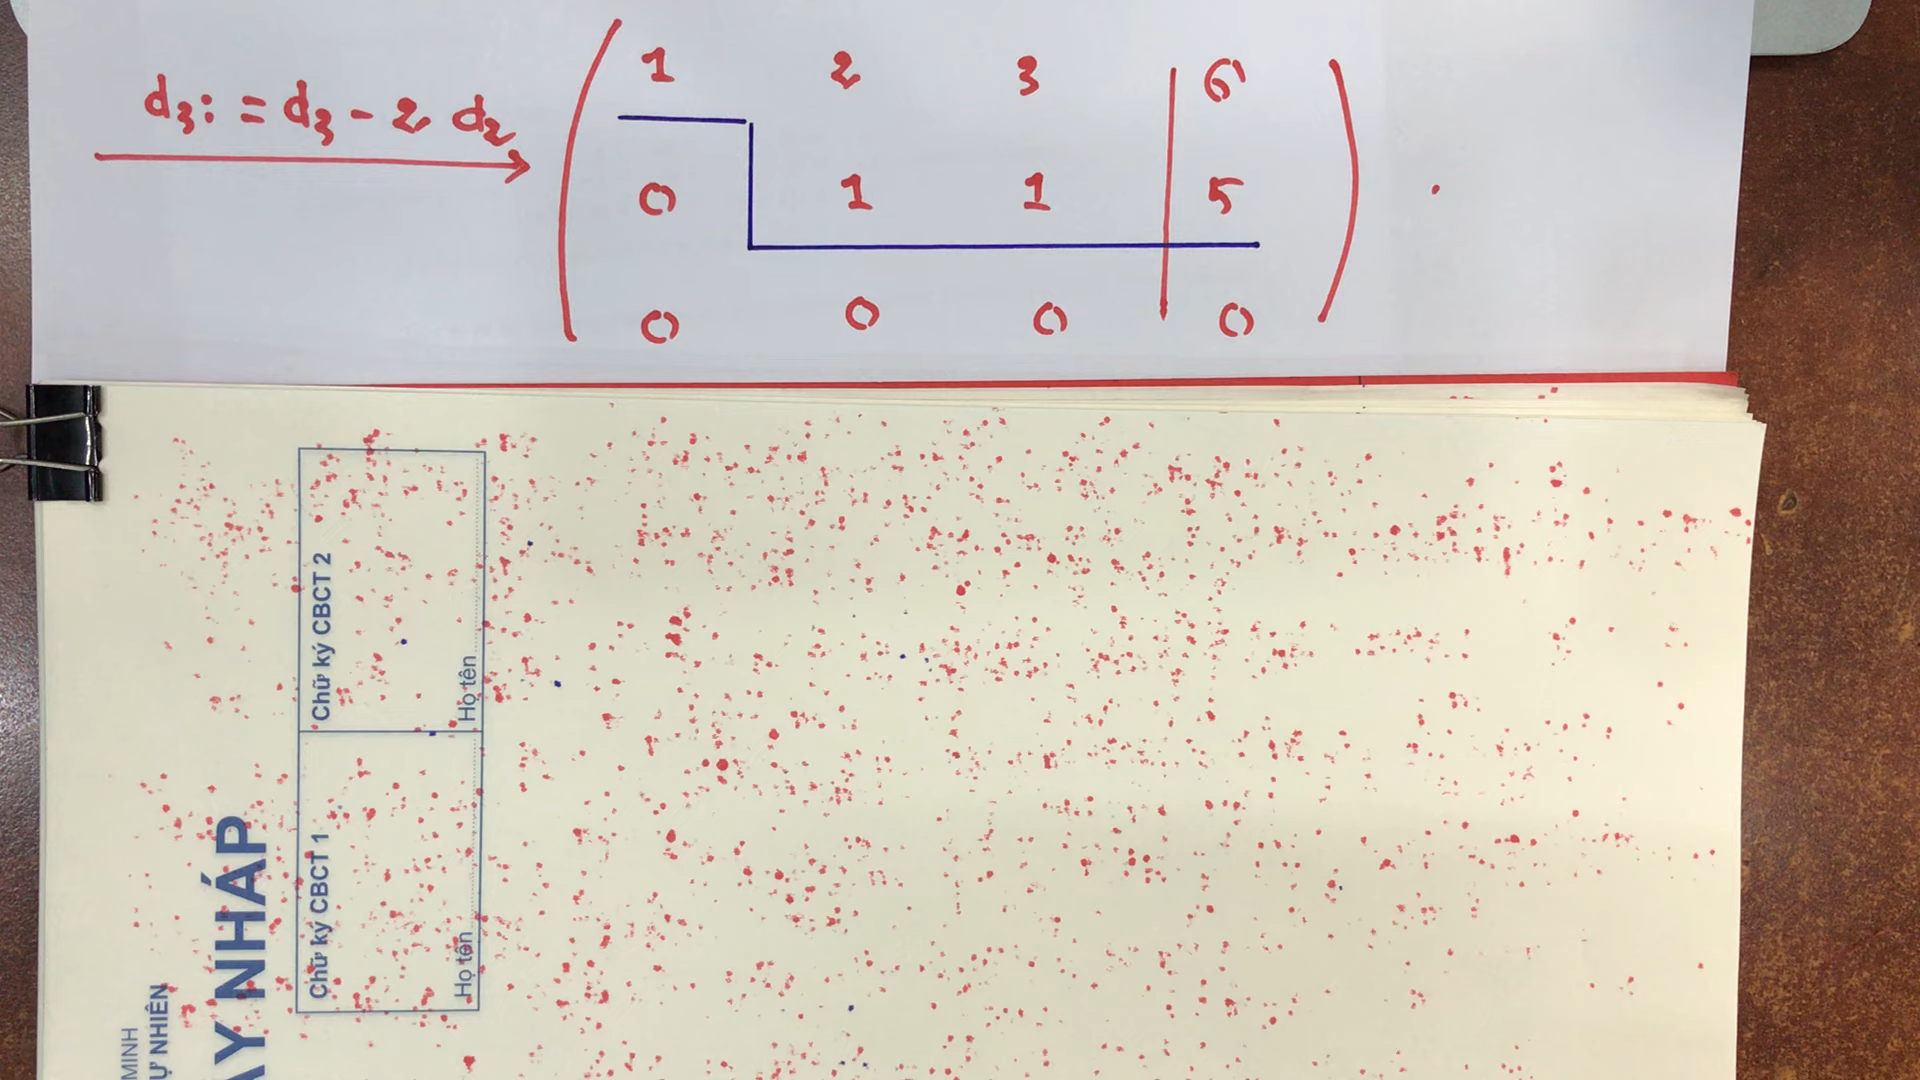 d₃ := d₃ - 2 d₂
1 2 3 | 6
0 1 1 | 5
0 0 0 | 0
Chữ ký CBCT 2
Họ tên
Chữ ký CBCT 1
Họ tên
NHÁP
MINH
NHIÊN